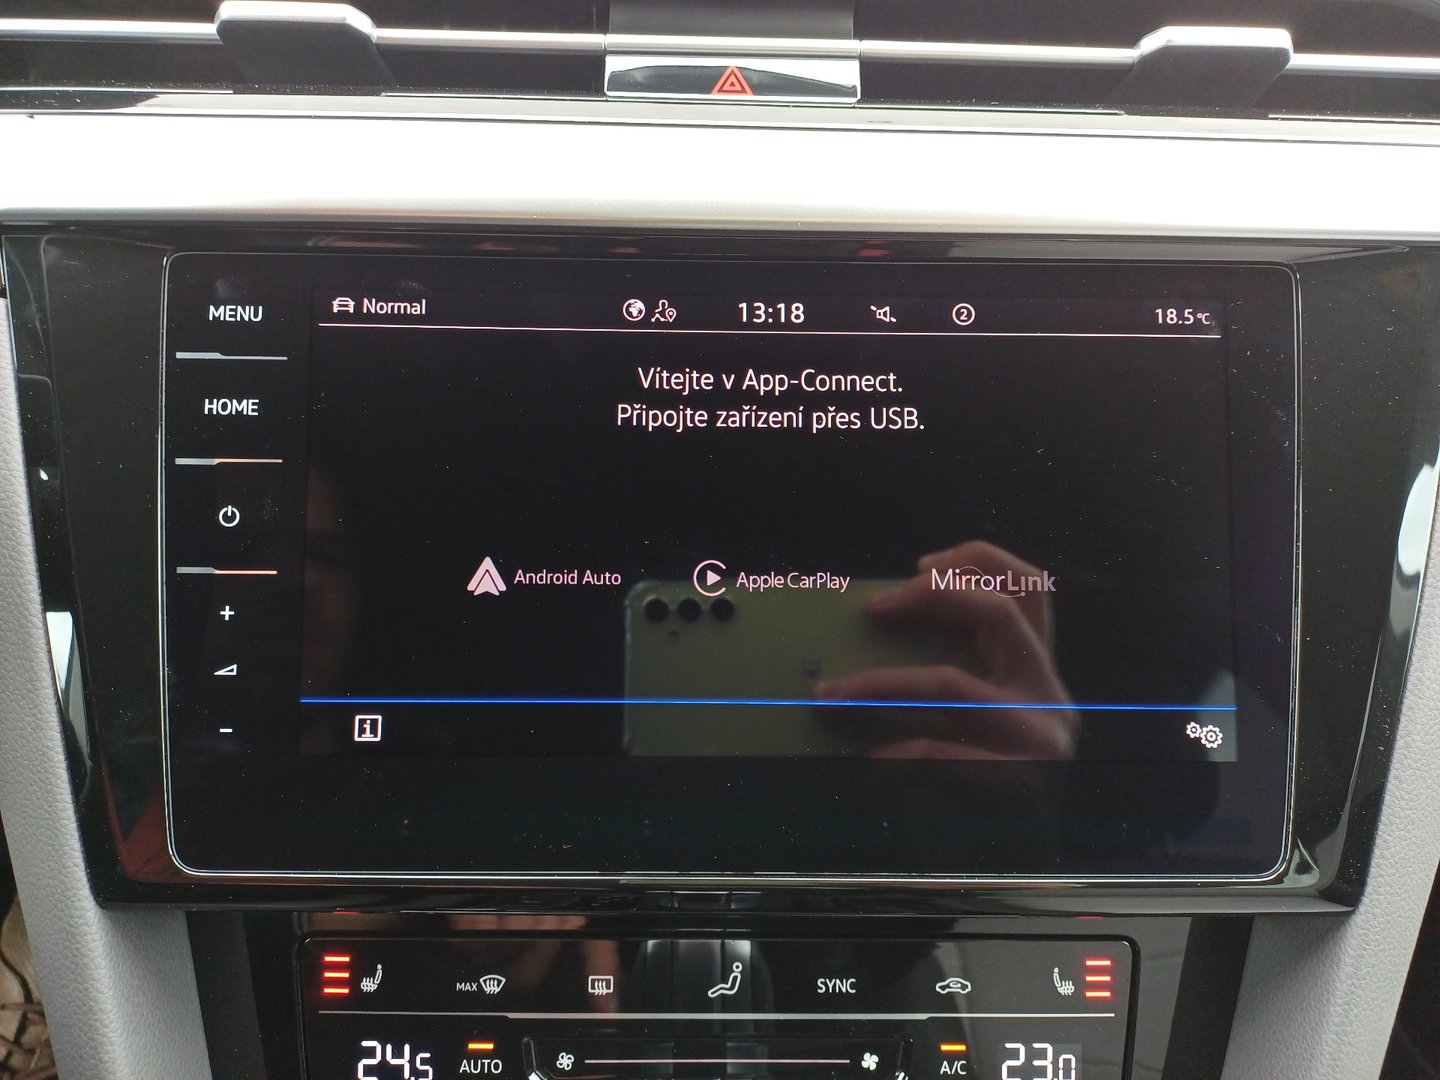 MENU
HOME
Normal
13:18
2
18.5°C
Vítejte v App-Connect.
Připojte zařízení přes USB.
Android Auto
Apple CarPlay
MirrorLink
i
MAX
SYNC
24.5
AUTO
A/C
23.0